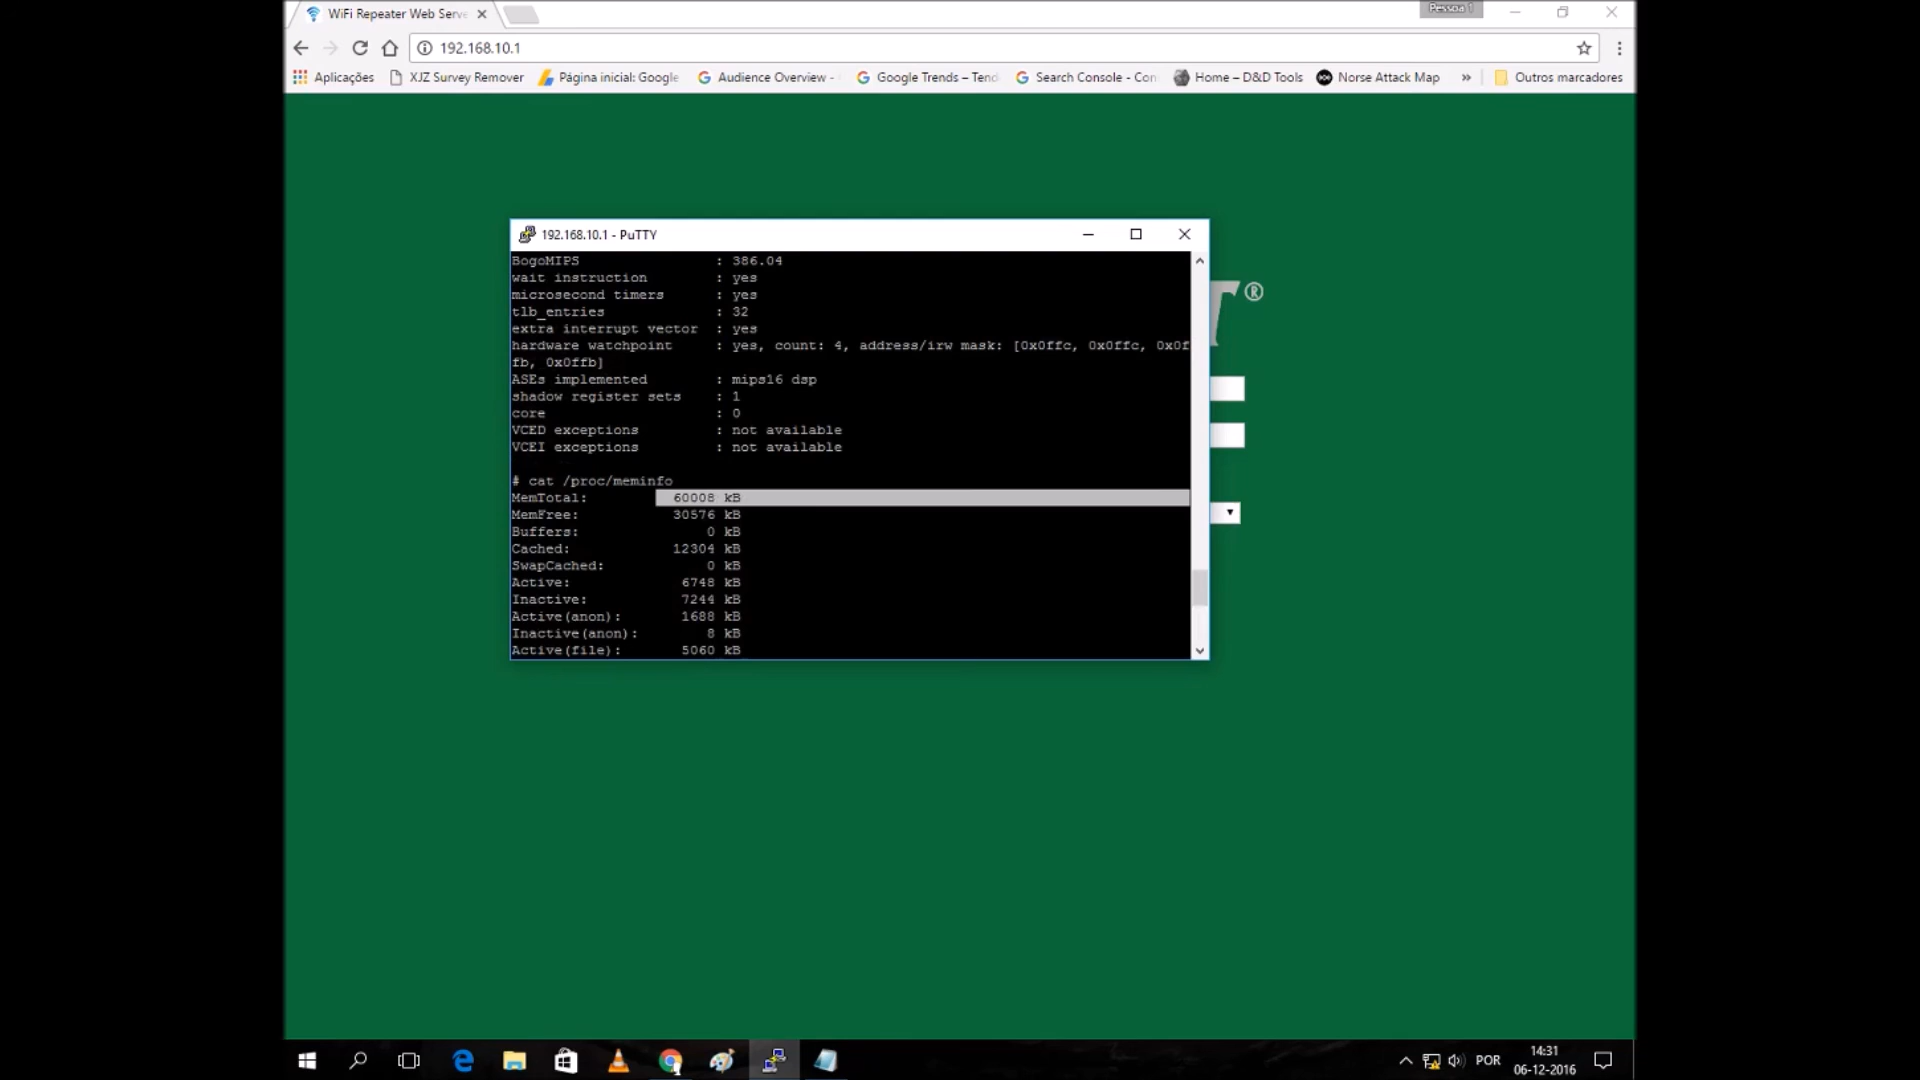 WiFi Repeater Web Serve
Pessoa 1
192.168.10.1
Aplicações XJZ Survey Remover Página inicial: Google Audience Overview - Google Trends – Tend Search Console - Con Home – D&D Tools Norse Attack Map » Outros marcadores
192.168.10.1 - PuTTY
BogoMIPS : 386.04
wait instruction : yes
microsecond timers : yes
tlb_entries : 32
extra interrupt vector : yes
hardware watchpoint : yes, count: 4, address/irw mask: [0x0ffc, 0x0ffc, 0x0f
fb, 0x0ffb]
ASEs implemented : mips16 dsp
shadow register sets : 1
core : 0
VCED exceptions : not available
VCEI exceptions : not available
# cat /proc/meminfo
MemTotal: 60008 kB
MemFree: 30576 kB
Buffers: 0 kB
Cached: 12304 kB
SwapCached: 0 kB
Active: 6748 kB
Inactive: 7244 kB
Active(anon): 1688 kB
Inactive(anon): 8 kB
Active(file): 5060 kB
®
POR
14:31
06-12-2016